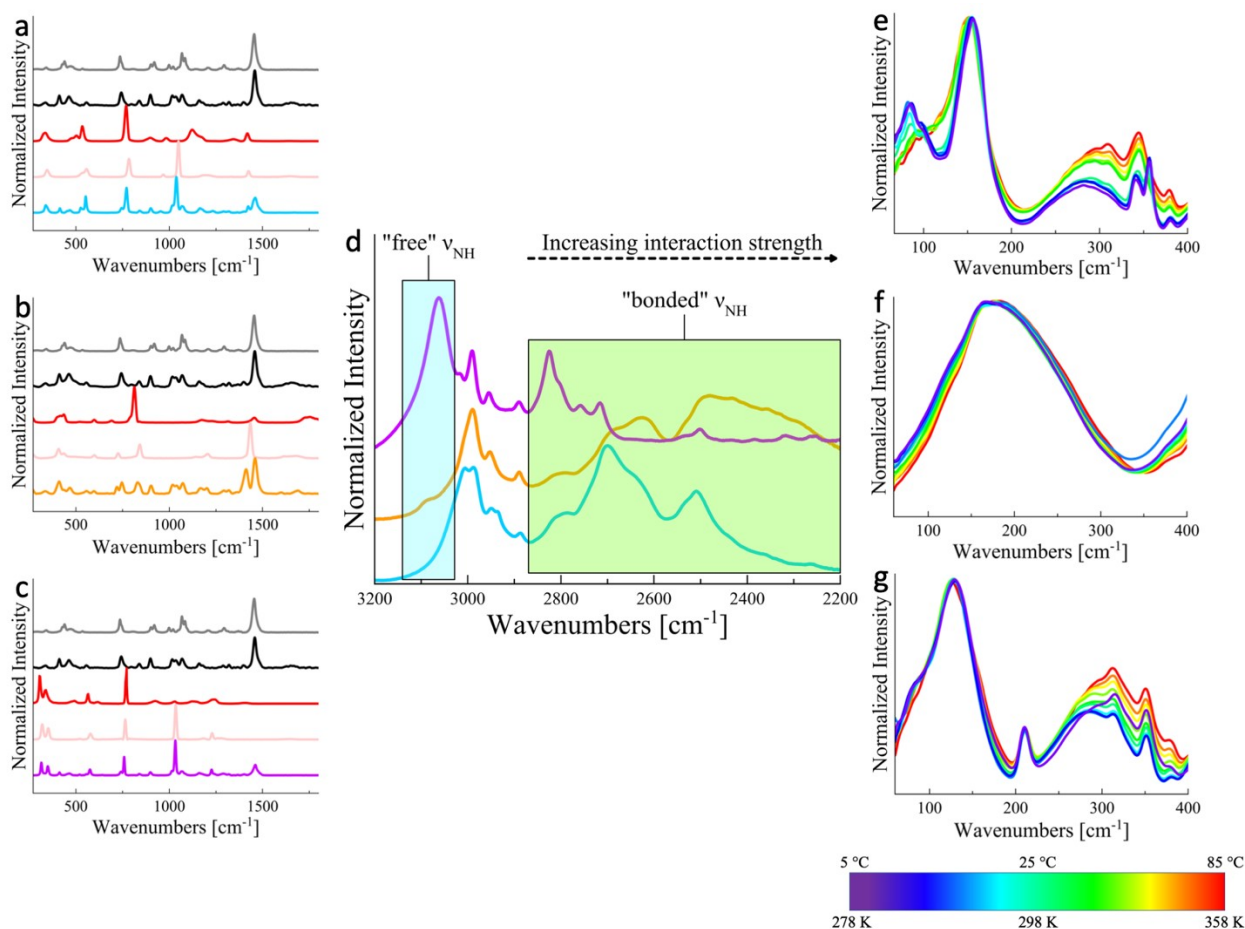 a
Normalized Intensity
500 1000 1500
Wavenumbers [cm-1]
b
Normalized Intensity
500 1000 1500
Wavenumbers [cm-1]
c
Normalized Intensity
500 1000 1500
Wavenumbers [cm-1]
d
"free" νNH
Increasing interaction strength
"bonded" νNH
Normalized Intensity
3200 3000 2800 2600 2400 2200
Wavenumbers [cm-1]
e
Normalized Intensity
100 200 300 400
Wavenumbers [cm-1]
f
Normalized Intensity
100 200 300 400
Wavenumbers [cm-1]
g
Normalized Intensity
100 200 300 400
Wavenumbers [cm-1]
5 °C 25 °C 85 °C
278 K 298 K 358 K